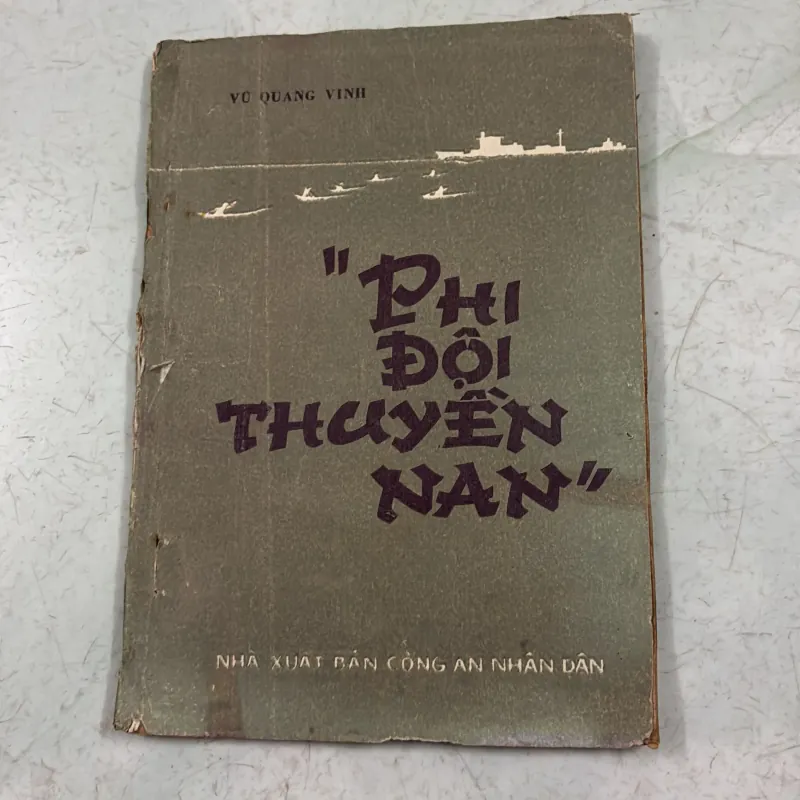 VŨ QUANG VINH
"PHI
ĐỘI
THUYỀN
NAN"
NHÀ XUẤT BẢN CÔNG AN NHÂN DÂN